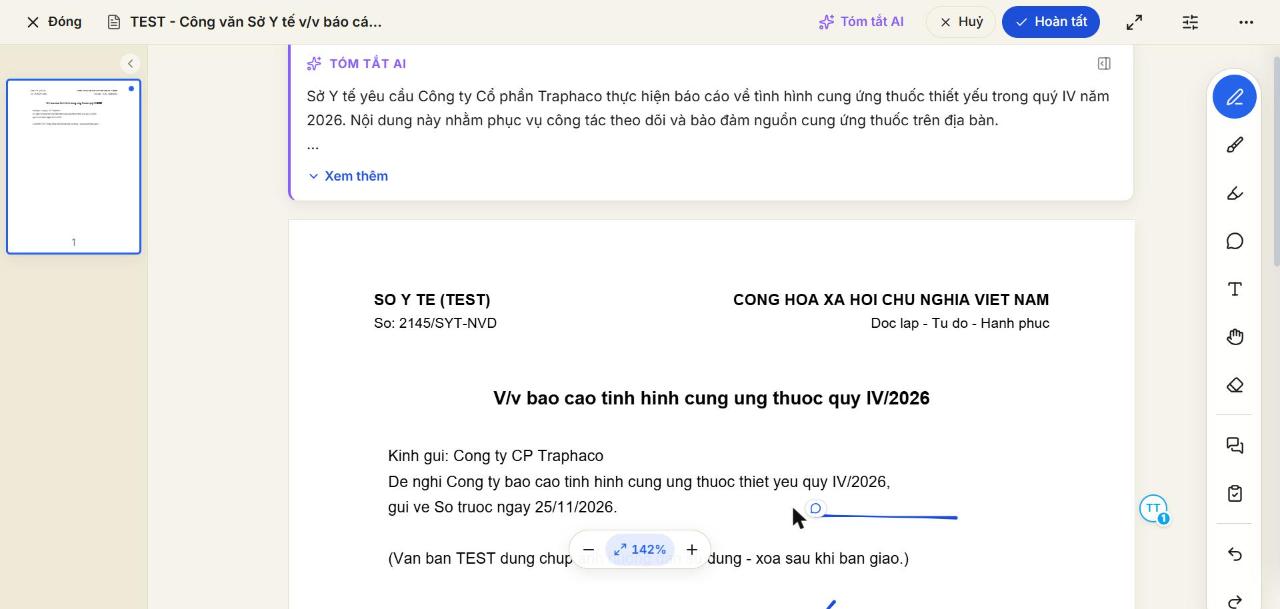 Đóng
TEST - Công văn Sở Y tế v/v báo cá...
Tóm tắt AI
Huỷ
Hoàn tất
1
TÓM TẮT AI
Sở Y tế yêu cầu Công ty Cổ phần Traphaco thực hiện báo cáo về tình hình cung ứng thuốc thiết yếu trong quý IV năm
2026. Nội dung này nhằm phục vụ công tác theo dõi và bảo đảm nguồn cung ứng thuốc trên địa bàn.
...
Xem thêm
SO Y TE (TEST)
CONG HOA XA HOI CHU NGHIA VIET NAM
So: 2145/SYT-NVD
Doc lap - Tu do - Hanh phuc
V/v bao cao tinh hinh cung ung thuoc quy IV/2026
Kinh gui: Cong ty CP Traphaco
De nghi Cong ty bao cao tinh hinh cung ung thuoc thiet yeu quy IV/2026,
gui ve So truoc ngay 25/11/2026.
TT
1
142%
(Van ban TEST dung chup dung - xoa sau khi ban giao.)